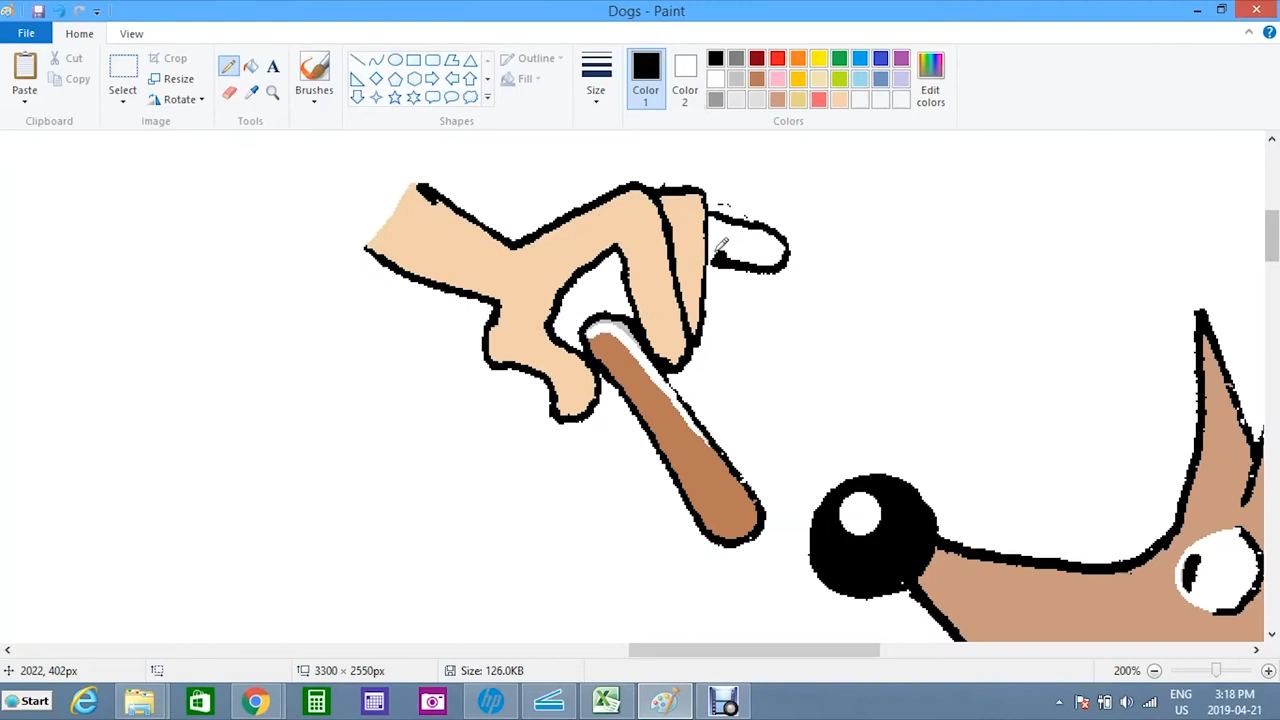 Dogs - Paint
File
Home
View
Paste
Cut
Copy
Clipboard
Select
Crop
Resize
Rotate
Image
A
Tools
Brushes
Outline
Fill
Shapes
Size
Color
1
Color
2
Edit
colors
Colors
2022, 402px
3300 × 2550px
Size: 126.0KB
200%
Start
ENG
US
3:18 PM
2019-04-21